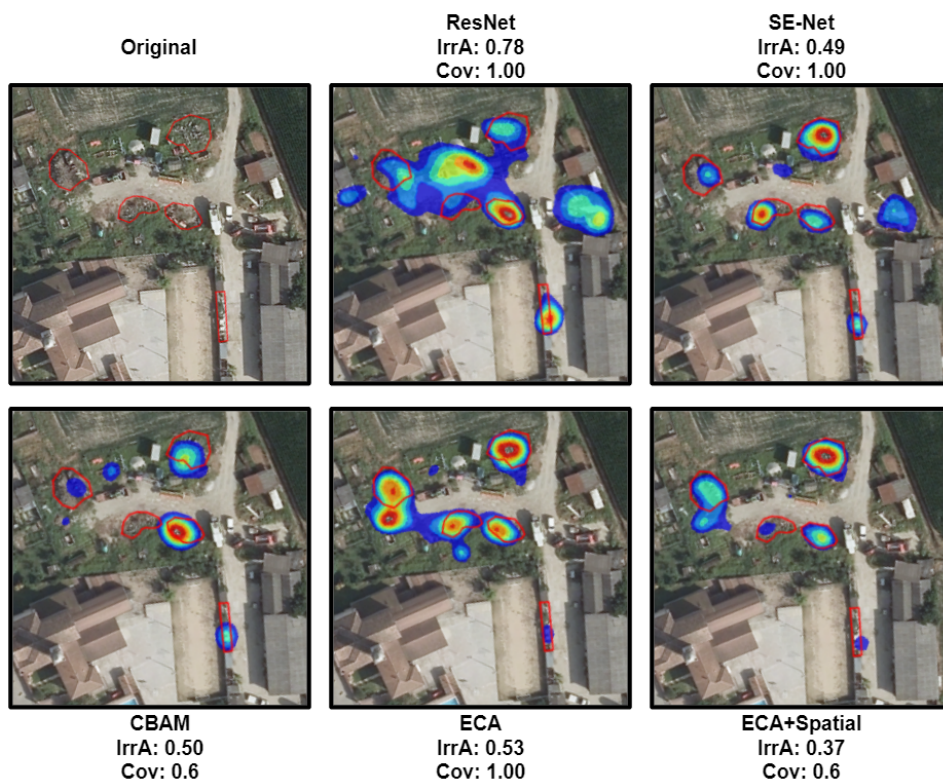 Original
ResNet
IrrA: 0.78
Cov: 1.00
SE-Net
IrrA: 0.49
Cov: 1.00
CBAM
IrrA: 0.50
Cov: 0.6
ECA
IrrA: 0.53
Cov: 1.00
ECA+Spatial
IrrA: 0.37
Cov: 0.6